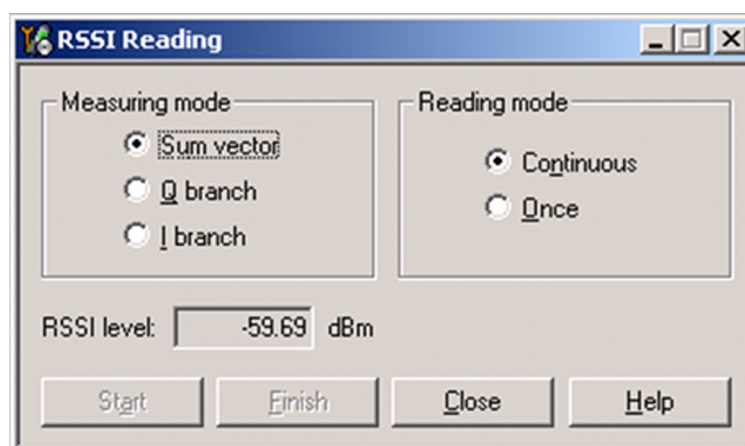 RSSI Reading
Measuring mode
Sum vector
Q branch
I branch
Reading mode
Continuous
Once
RSSI level: -59.69 dBm
Start Finish Close Help